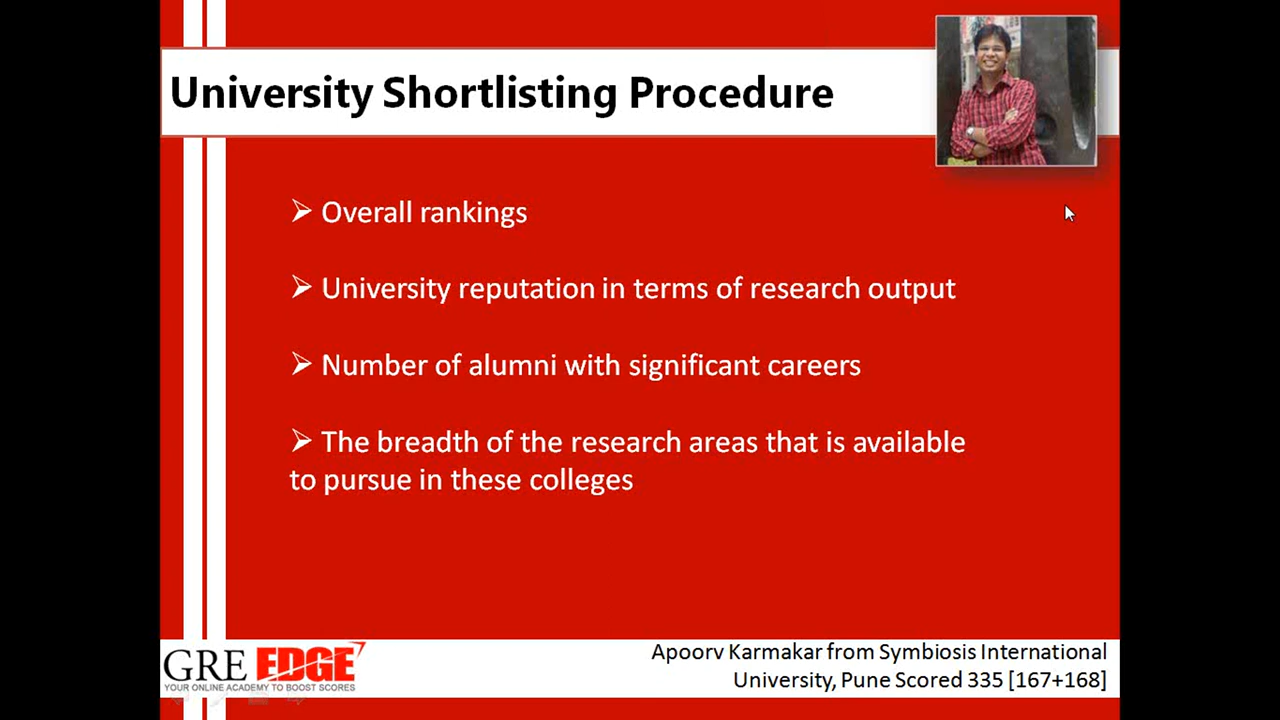 University Shortlisting Procedure
Overall rankings
University reputation in terms of research output
Number of alumni with significant careers
The breadth of the research areas that is available
to pursue in these colleges
GRE EDGE
YOUR ONLINE ACADEMY TO BOOST SCORES
Apoorv Karmakar from Symbiosis International
University, Pune Scored 335 [167+168]